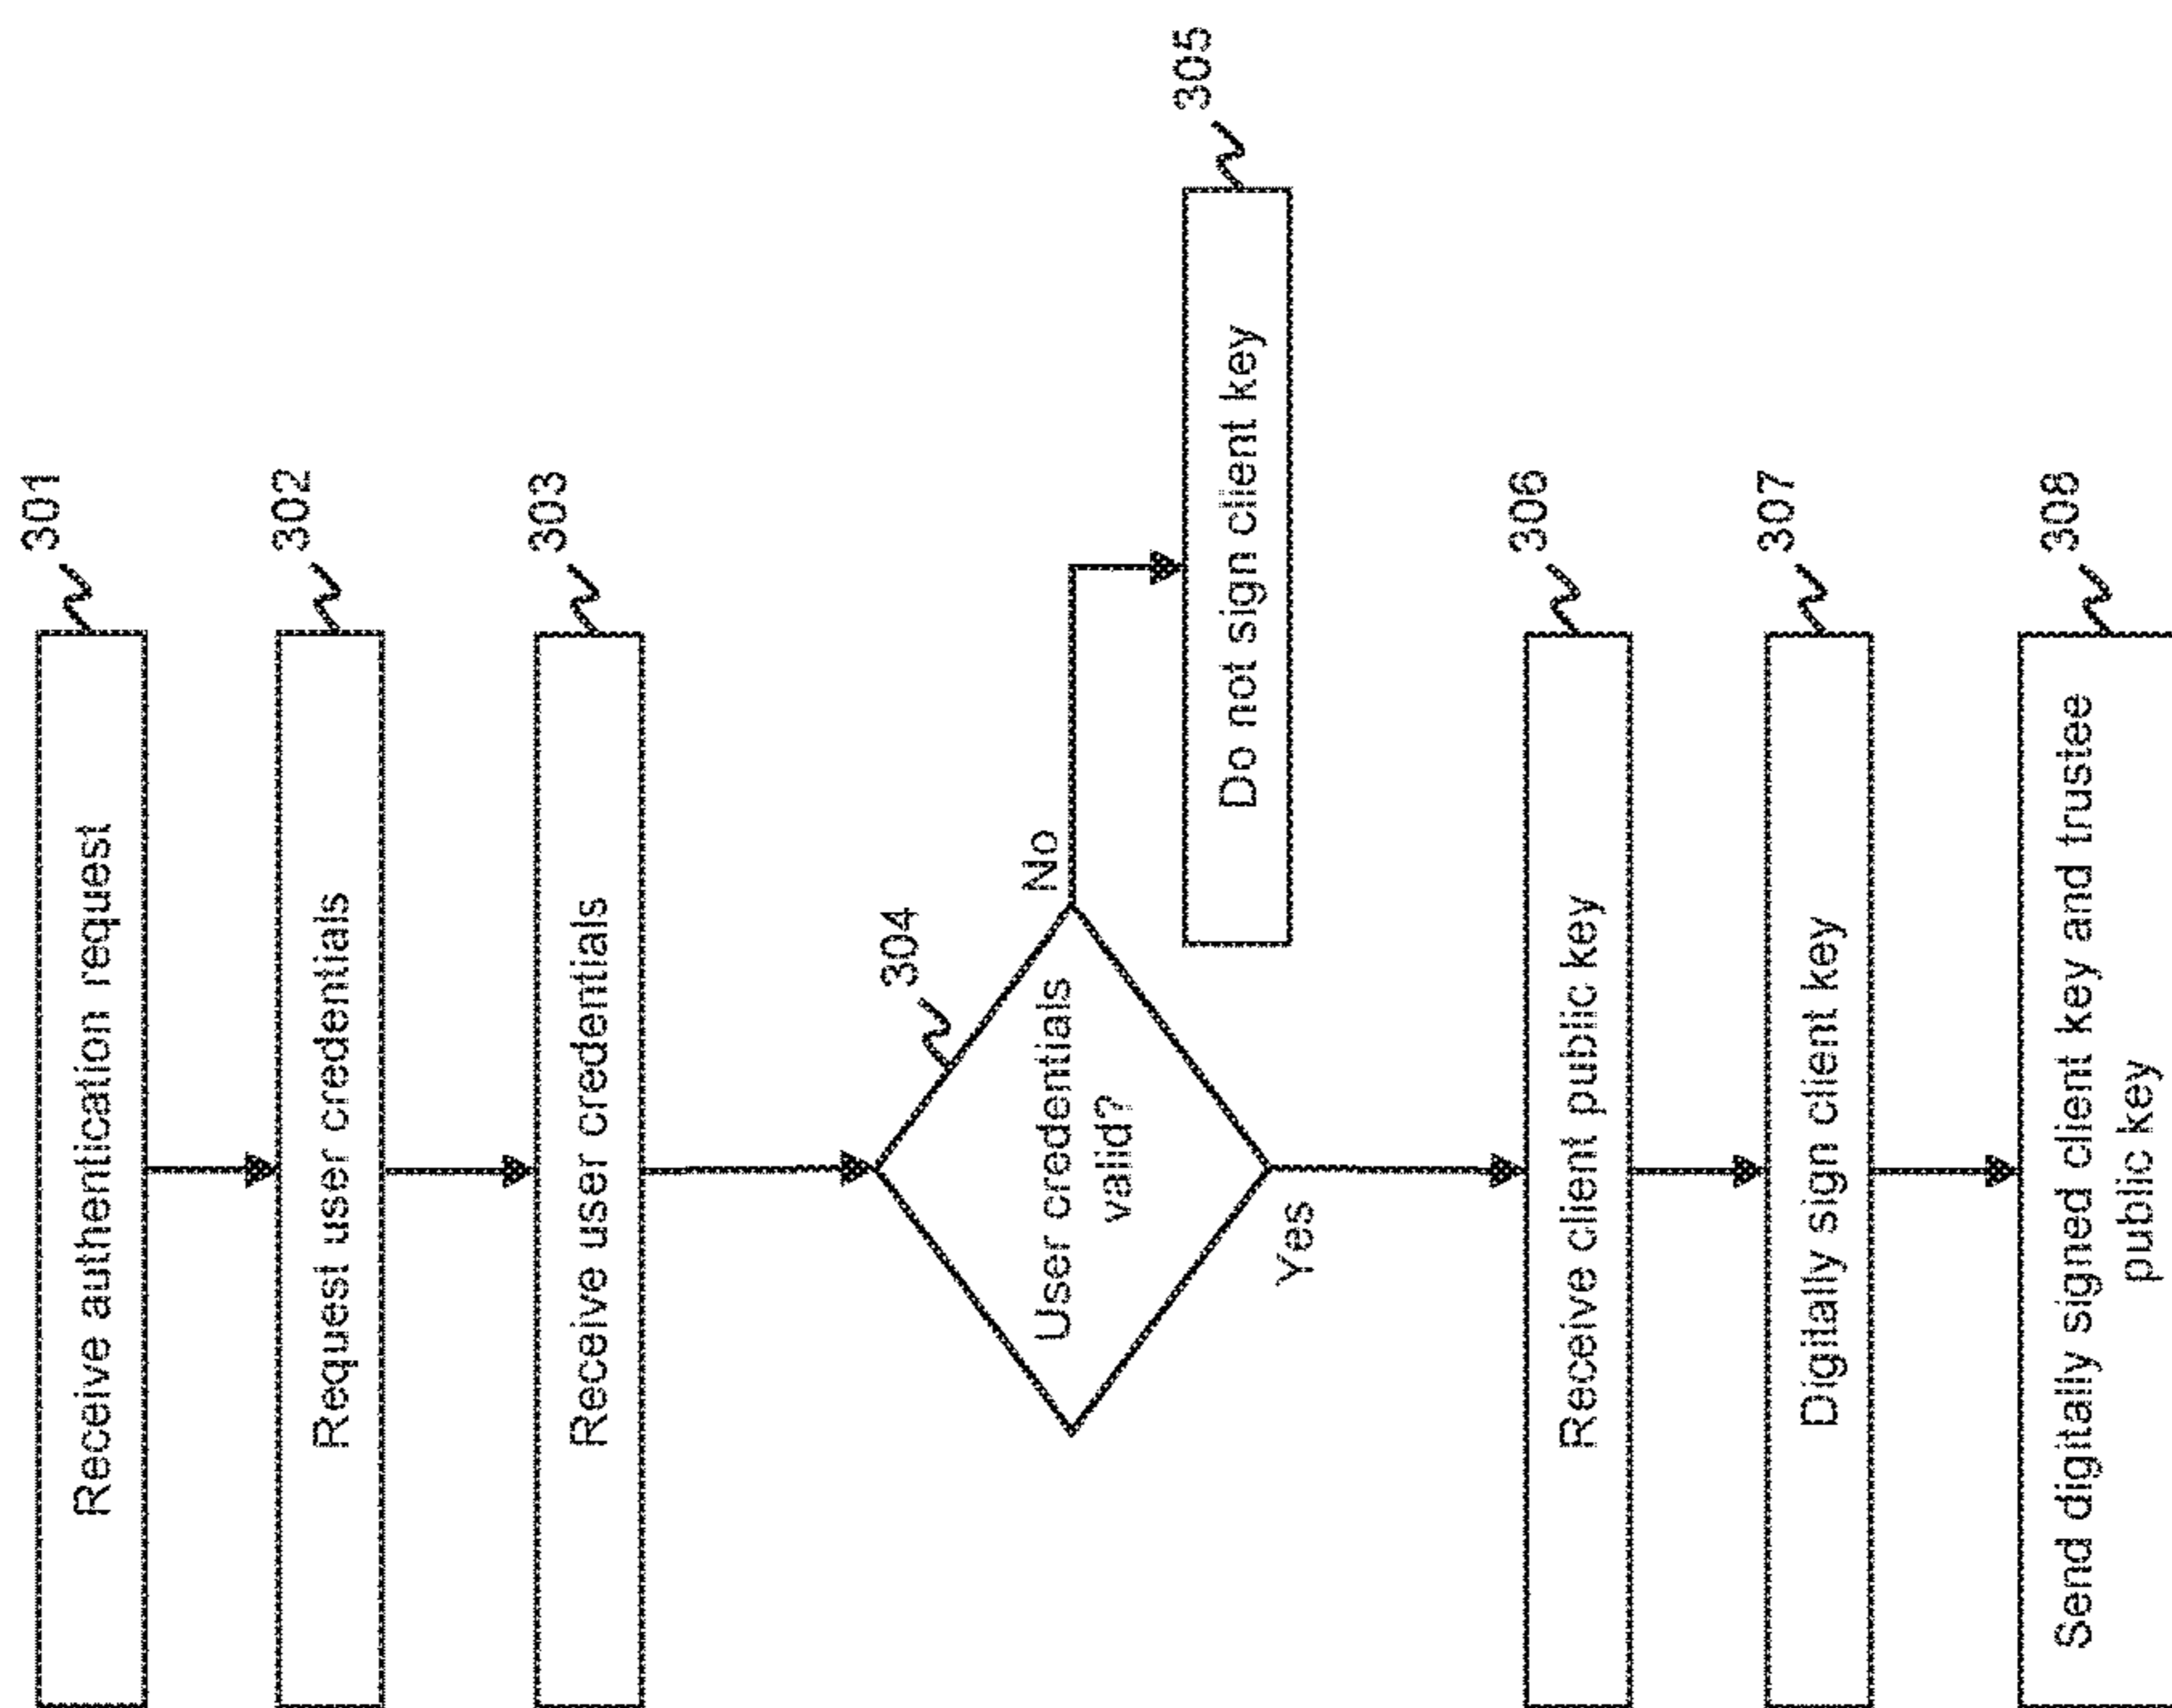 301
Receive authentication request
302
Request user credentials
303
Receive user credentials
304
User credentials
valid?
No
305
Do not sign client key
Yes
306
Receive client public key
307
Digitally sign client key
308
Send digitally signed client key and trustee
public key